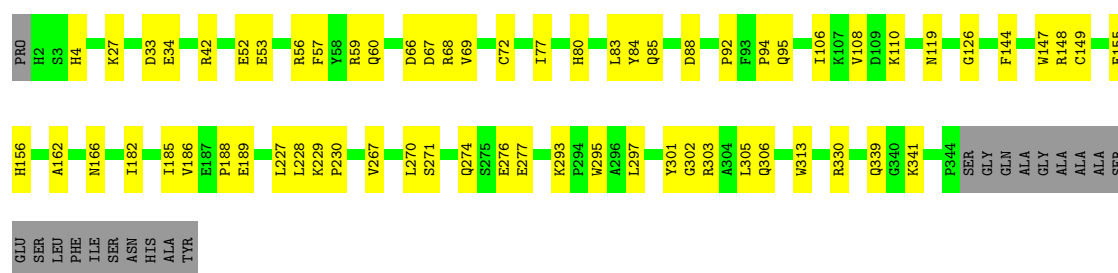 PRO H2 S3 H4 K27 D33 E34 R42 E52 E53 R56 F57 Y58 R59 Q60 D66 D67 R68 V69 C72 I77 H80 L83 Y84 Q85 D88 P92 F93 P94 Q95 I106 K107 V108 D109 K110 N119 G126 F144 W147 R148 C149
H156 A162 N166 I182 I185 V186 E187 P188 E189 L227 L228 K229 P230 V267 L270 S271 Q274 S275 E276 E277 K293 P294 W295 A296 L297 Y301 G302 R303 A304 L305 Q306 W313 R330 Q339 G340 K341 P344 SER GLY GLN ALA GLY ALA ALA ALA SER
GLU SER LEU PHE ILE SER ASN HIS ALA TYR